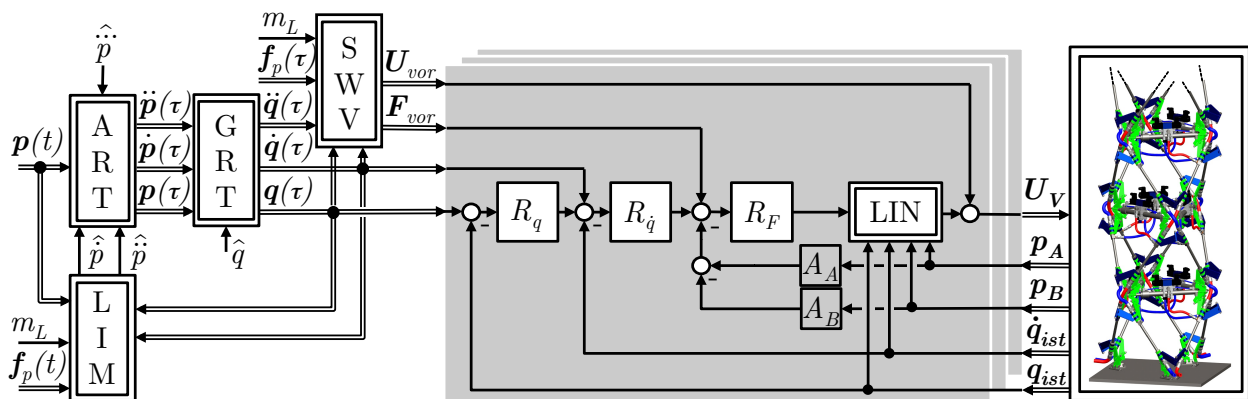 m_L
f_p(τ)
S
W
V
U_vor
F_vor
p⃛̂
p(t)
A
R
T
p̈(τ)
ṗ(τ)
p(τ)
G
R
T
q̈(τ)
q̇(τ)
q(τ)
q̂
ṗ̂
p̈̂
L
I
M
m_L
f_p(t)
R_q
R_q̇
R_F
LIN
A_A
A_B
U_V
p_A
p_B
q̇_ist
q_ist